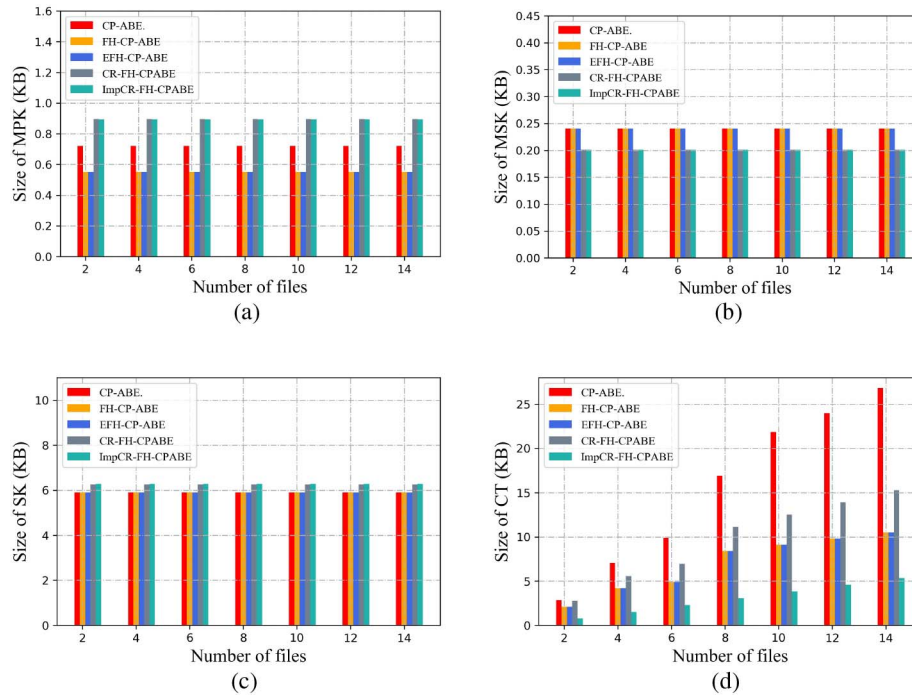 1.6
1.4
1.2
1.0
0.8
0.6
0.4
0.2
0.0
Size of MPK (KB)
CP-ABE.
FH-CP-ABE
EFH-CP-ABE
CR-FH-CPABE
ImpCR-FH-CPABE
2 4 6 8 10 12 14
Number of files
(a)
0.45
0.40
0.35
0.30
0.25
0.20
0.15
0.10
0.05
0.00
Size of MSK (KB)
CP-ABE.
FH-CP-ABE
EFH-CP-ABE
CR-FH-CPABE
ImpCR-FH-CPABE
2 4 6 8 10 12 14
Number of files
(b)
10
8
6
4
2
0
Size of SK (KB)
CP-ABE.
FH-CP-ABE
EFH-CP-ABE
CR-FH-CPABE
ImpCR-FH-CPABE
2 4 6 8 10 12 14
Number of files
(c)
25
20
15
10
5
0
Size of CT (KB)
CP-ABE.
FH-CP-ABE
EFH-CP-ABE
CR-FH-CPABE
ImpCR-FH-CPABE
2 4 6 8 10 12 14
Number of files
(d)